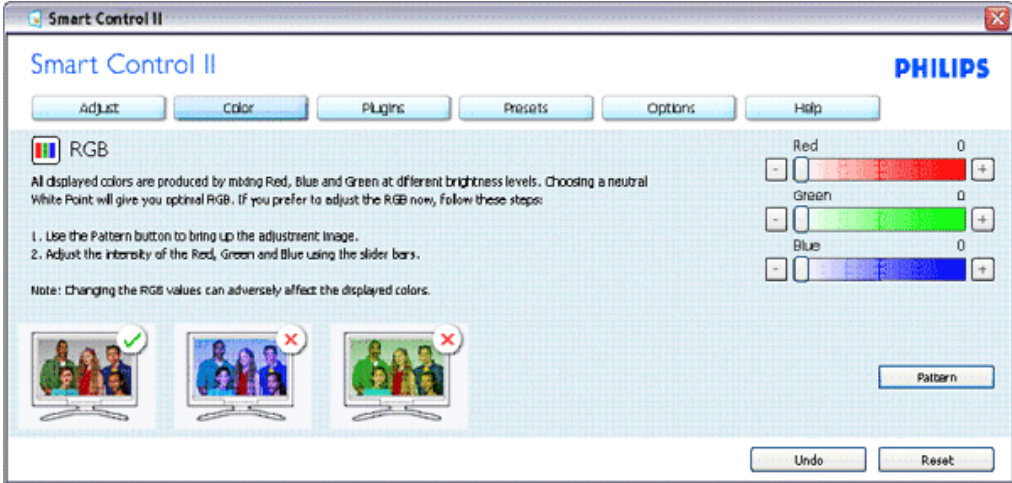 Smart Control II
Smart Control II
PHILIPS
Adjust Color Plugins Presets Options Help
RGB
All displayed colors are produced by mixing Red, Blue and Green at different brightness levels. Choosing a neutral
White Point will give you optimal RGB. If you prefer to adjust the RGB now, follow these steps:
1. Use the Pattern button to bring up the adjustment image.
2. Adjust the intensity of the Red, Green and Blue using the slider bars.
Note: Changing the RGB values can adversely affect the displayed colors.
Red 0
- +
Green 0
- +
Blue 0
- +
Pattern
Undo Reset